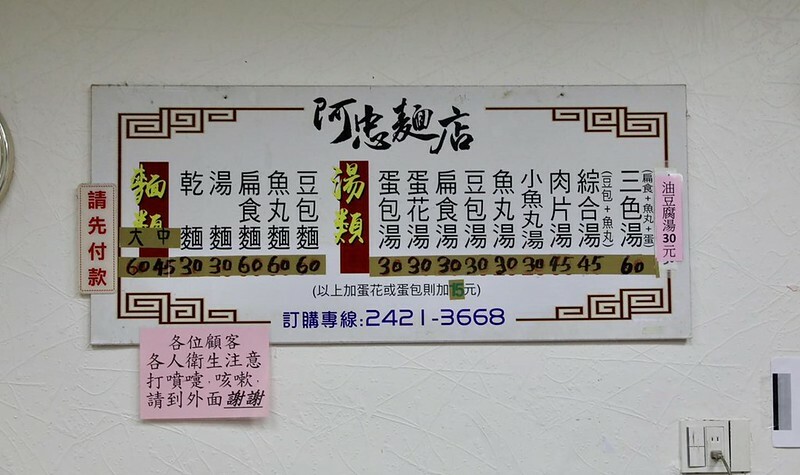 阿忠麵店
麵類
大 中
60 45
乾麵
30
湯麵
30
扁食麵
60
魚丸麵
60
豆包麵
60
湯類
蛋包湯
30
蛋花湯
30
扁食湯
30
豆包湯
30
魚丸湯
30
小魚丸湯
30
肉片湯
45
綜合湯
(豆包+魚丸)
45
三色湯
(扁食+魚丸+蛋)
60
油豆腐湯30元
(以上加蛋花或蛋包則加15元)
訂購專線:2421-3668
請先付款
各位顧客
各人衛生注意
打噴嚏.咳嗽.
請到外面謝謝